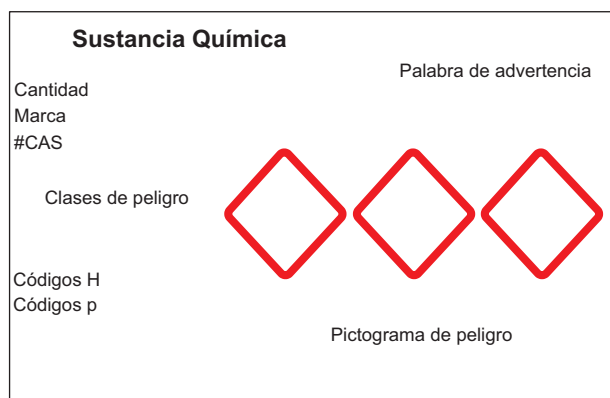 Sustancia Química
Palabra de advertencia
Cantidad
Marca
#CAS
Clases de peligro
Códigos H
Códigos p
Pictograma de peligro